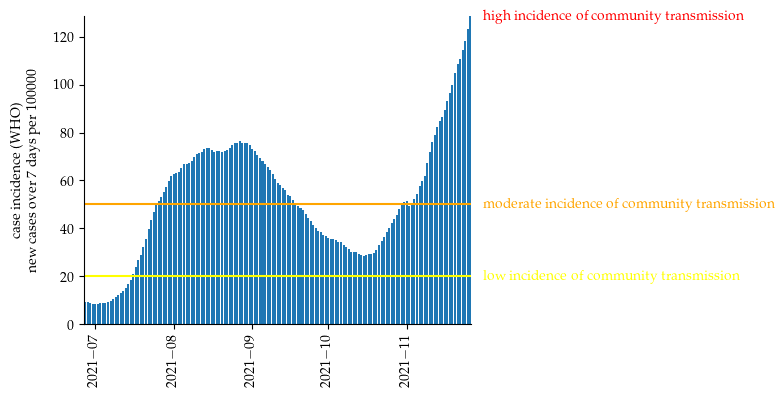 high incidence of community transmission
120
100
80
60
40
20
0
case incidence (WHO)
new cases over 7 days per 100000
moderate incidence of community transmission
low incidence of community transmission
2021−07
2021−08
2021−09
2021−10
2021−11